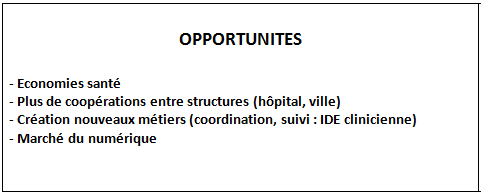 OPPORTUNITES
- Economies santé
- Plus de coopérations entre structures (hôpital, ville)
- Création nouveaux métiers (coordination, suivi : IDE clinicienne)
- Marché du numérique